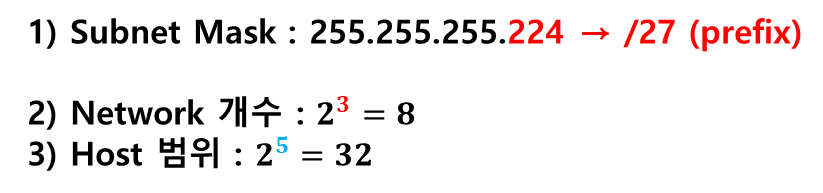 1) Subnet Mask : 255.255.255.224 → /27 (prefix)
2) Network 개수 : 2³ = 8
3) Host 범위 : 2⁵ = 32